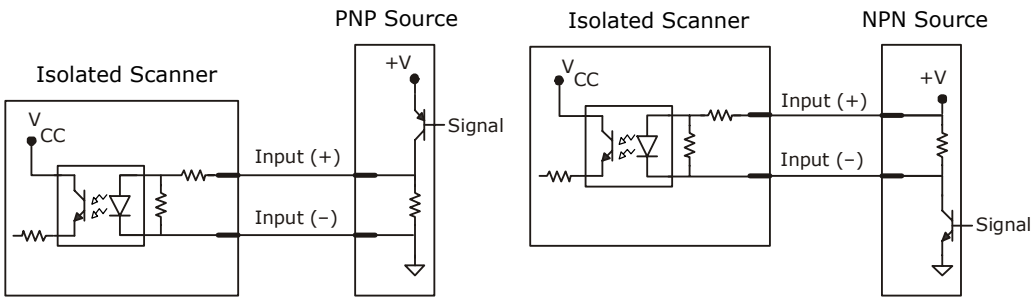 PNP Source
Isolated Scanner
+V
V
CC
Signal
Input (+)
Input (−)
Isolated Scanner
NPN Source
V
CC
+V
Input (+)
Input (−)
Signal